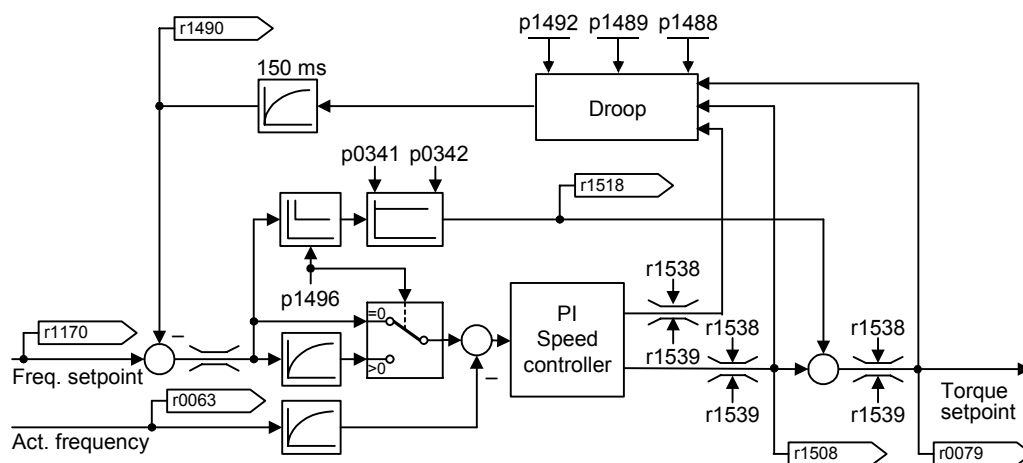 p1492 p1489 p1488
r1490
150 ms
Droop
p0341 p0342
r1518
p1496
r1538
=0
PI
Speed
controller
r1170
r1538
r1538
r1539
>0
Freq. setpoint
r0063
r1539
r1539
Torque
setpoint
Act. frequency
r1508
r0079